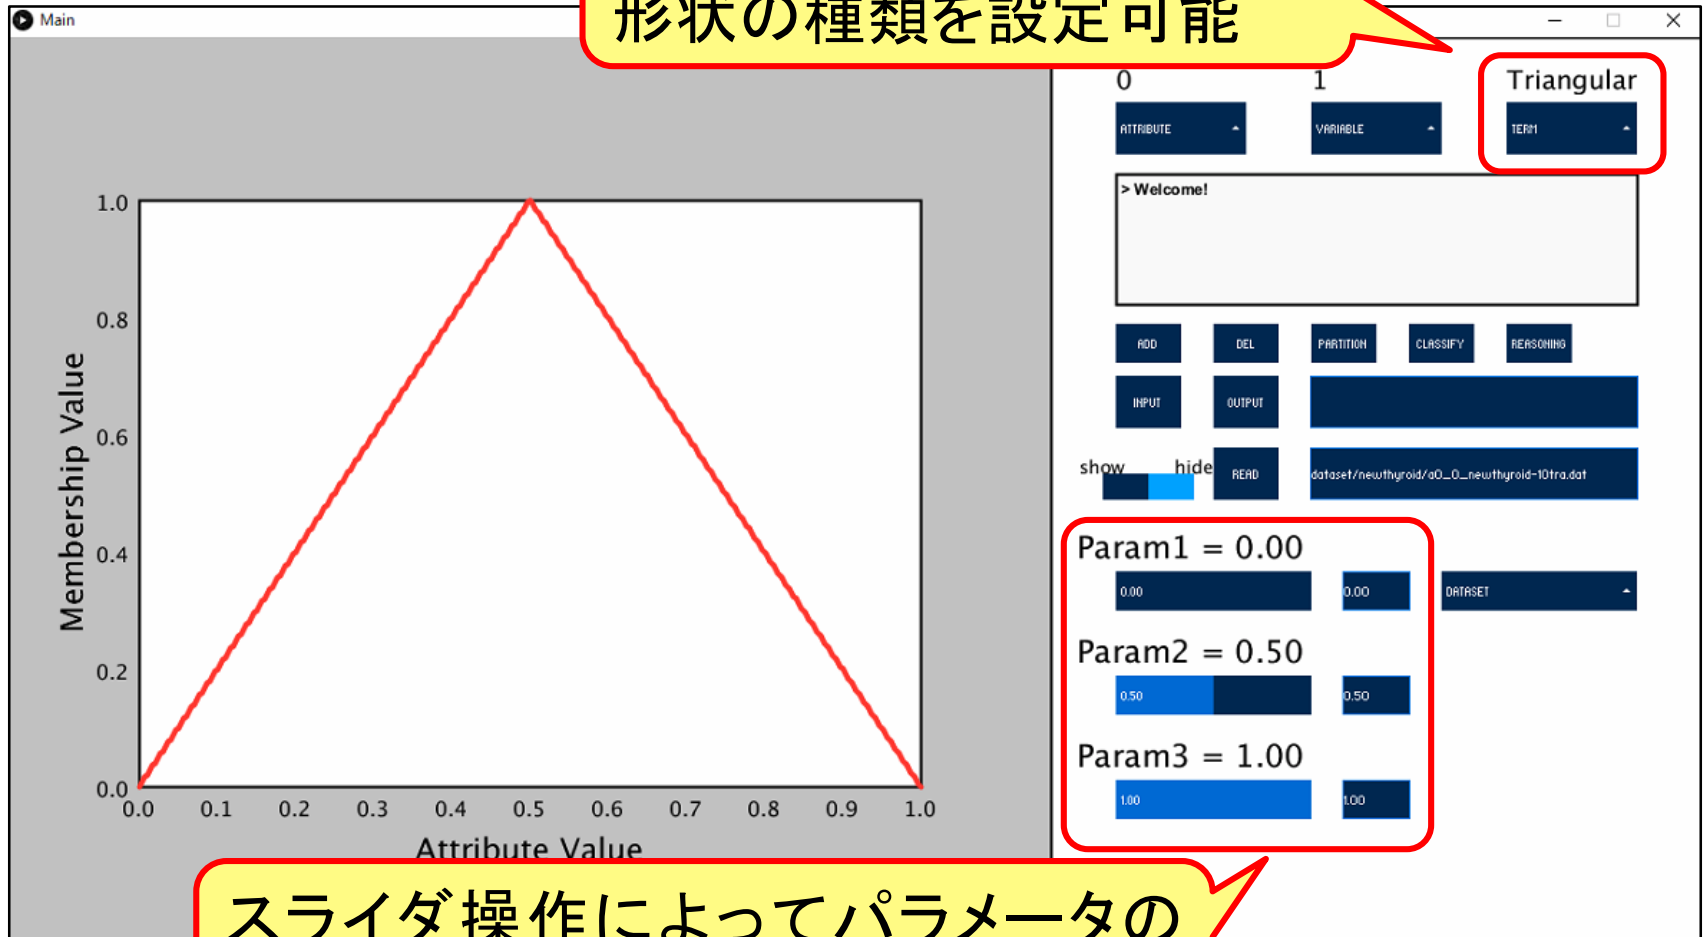 Main
形状の種類を設定可能
0
1
Triangular
ATTRIBUTE
VARIABLE
TERM
> Welcome!
ADD
DEL
PARTITION
CLASSIFY
REASONING
INPUT
OUTPUT
show
hide
READ
dataset/newthyroid/a0_0_newthyroid-10tra.dat
Param1 = 0.00
0.00
0.00
DATASET
Param2 = 0.50
0.50
0.50
Param3 = 1.00
1.00
1.00
Membership Value
1.0
0.8
0.6
0.4
0.2
0.0
0.0 0.1 0.2 0.3 0.4 0.5 0.6 0.7 0.8 0.9 1.0
Attribute Value
スライダ操作によってパラメータの